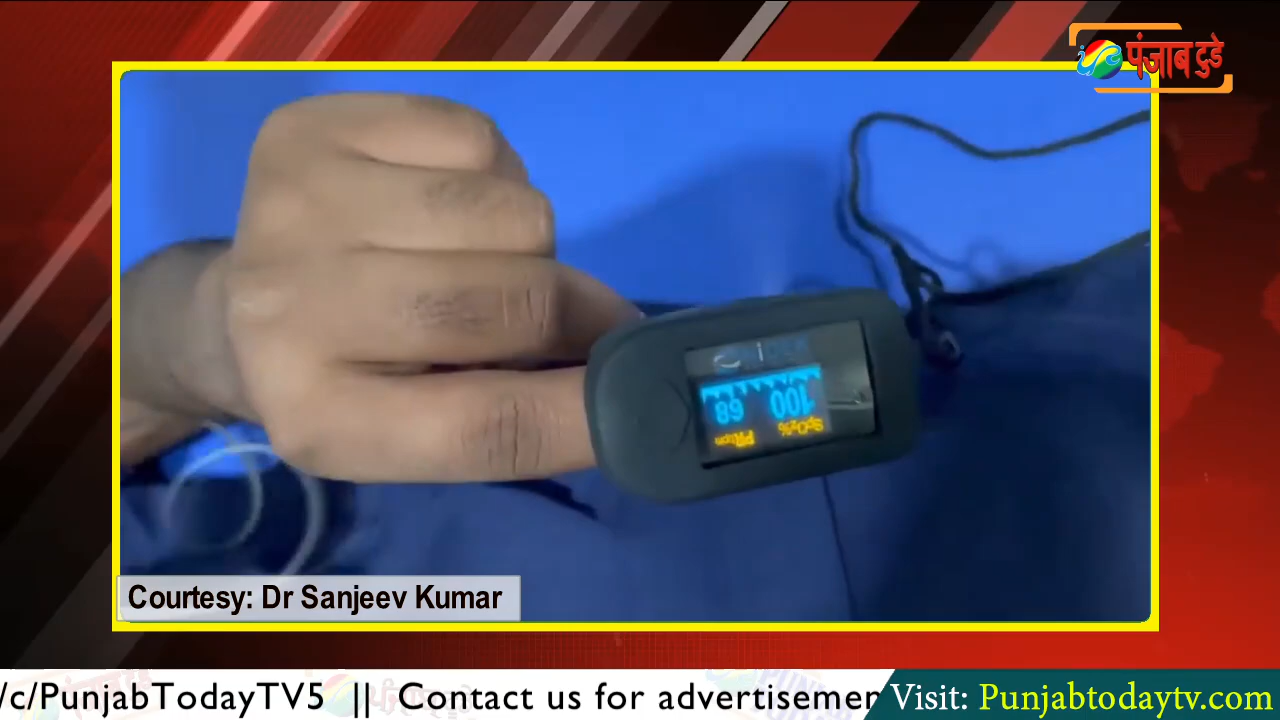 पंजाब टुडे
100 68
SpO₂% PRbpm
Courtesy: Dr Sanjeev Kumar
/c/PunjabTodayTV5 || Contact us for advertisemen
Visit: Punjabtodaytv.com